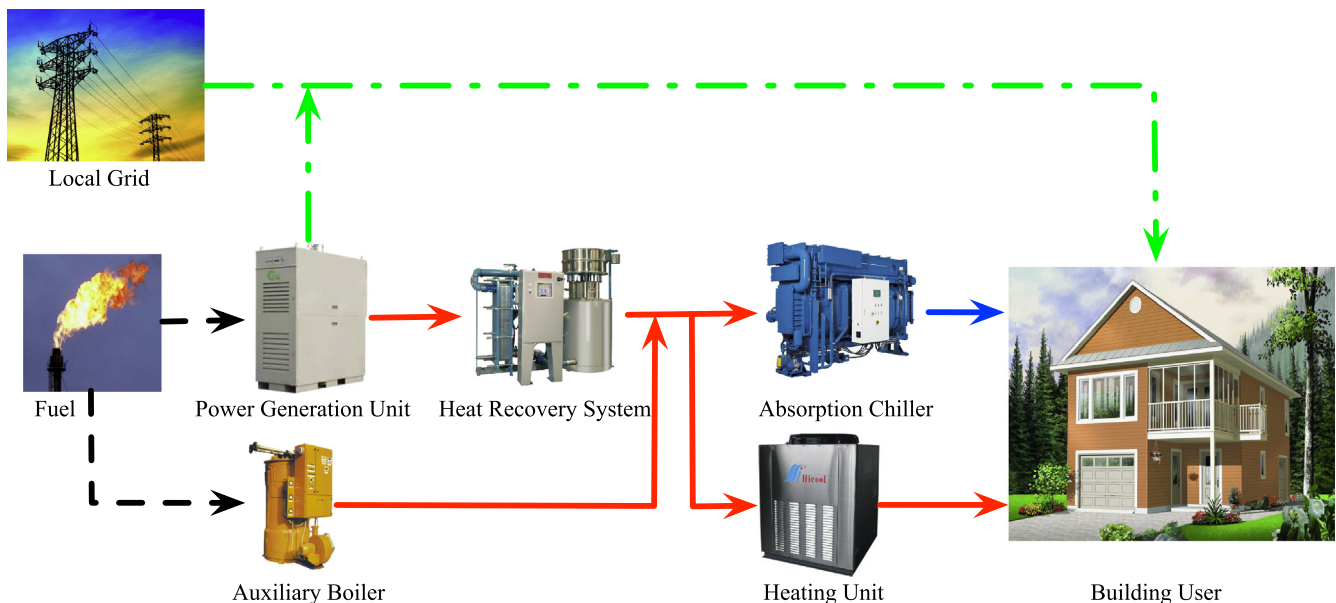 Local Grid
Fuel
Power Generation Unit
Heat Recovery System
Absorption Chiller
Hicool
Auxiliary Boiler
Heating Unit
Building User